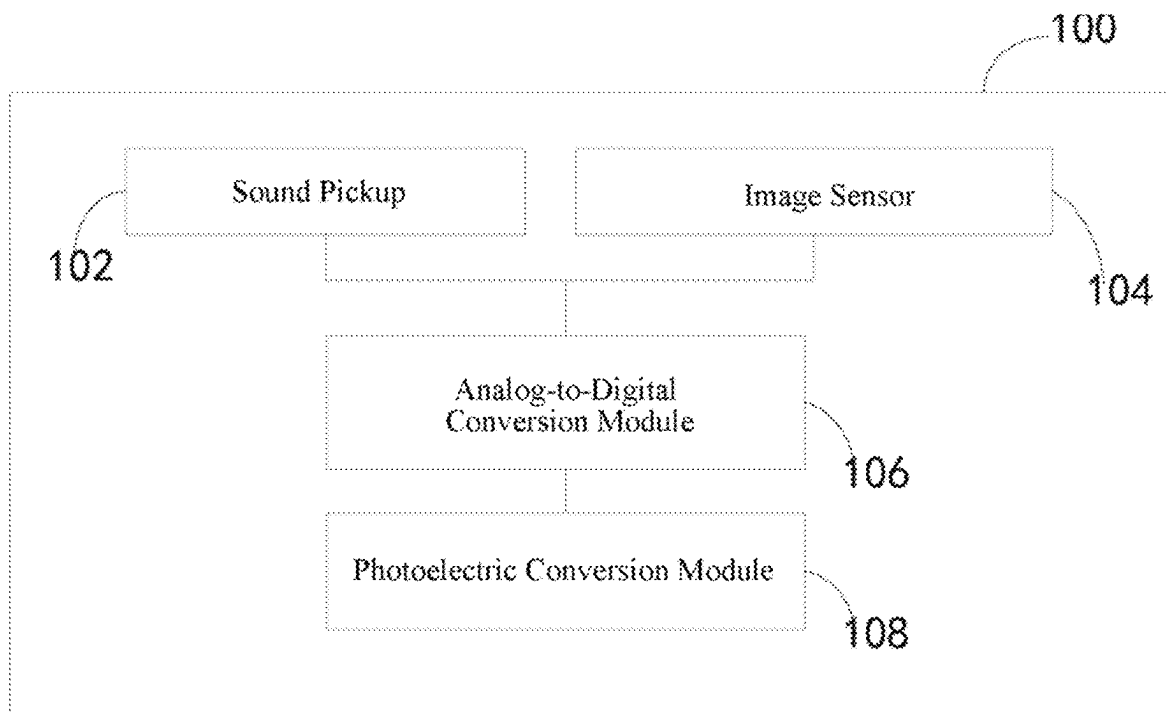 100
Sound Pickup
Image Sensor
102
104
Analog-to-Digital
Conversion Module
106
Photoelectric Conversion Module
108